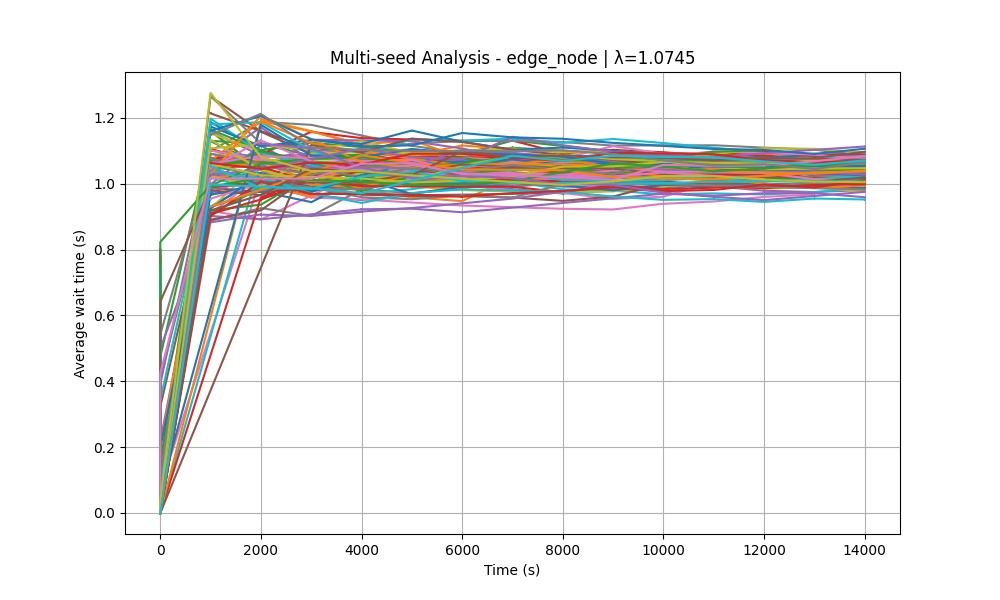 Multi-seed Analysis - edge_node | λ=1.0745
1.2
1.0
0.8
0.6
0.4
0.2
0.0
Average wait time (s)
0 2000 4000 6000 8000 10000 12000 14000
Time (s)